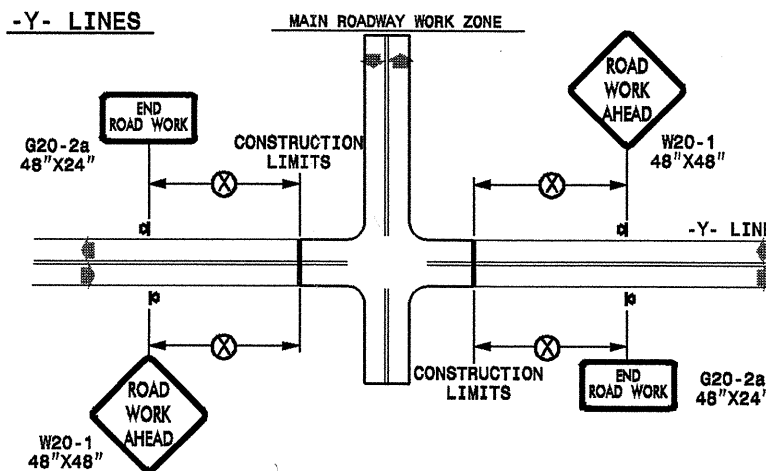 -Y- LINES
MAIN ROADWAY WORK ZONE
END
ROAD WORK
G20-2a
48"X24"
CONSTRUCTION
LIMITS
X
ROAD
WORK
AHEAD
W20-1
48"X48"
X
-Y- LINE
X
ROAD
WORK
AHEAD
W20-1
48"X48"
X
CONSTRUCTION
LIMITS
END
ROAD WORK
G20-2a
48"X24"